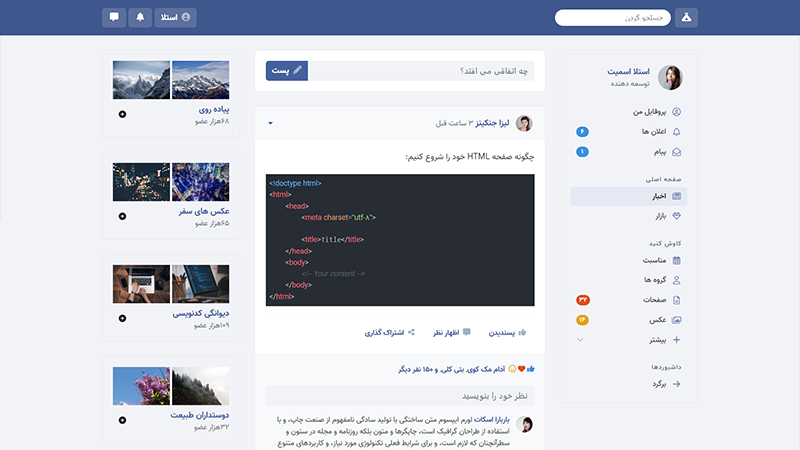 جستجو کردن..
استلا
استلا اسمیت
توسعه دهنده
پروفایل من
اعلان ها
۶
پیام
۱
صفحه اصلی
اخبار
بازار
کاوش کنید
مناسبت
گروه ها
صفحات
۳۲
عکس
۱۴
بیشتر
داشبوردها
برگرد
چه اتفاقی می افتد؟
پست
لیزا جنکینز ۳ ساعت قبل
چگونه صفحه HTML خود را شروع کنیم:
<!doctype html>
<html>
<head>
<meta charset="utf-۸">
<title>Title</title>
</head>
<body>
<!-- Your content -->
</body>
</html>
پسندیدن
اظهار نظر
اشتراک گذاری
آدام مک کوی, بتی کلی, و ۱۵۰ نفر دیگر
نظر خود را بنویسید
باربارا اسکات لورم ایپسوم متن ساختگی با تولید سادگی نامفهوم از صنعت چاپ، و با
استفاده از طراحان گرافیک است، چاپگرها و متون بلکه روزنامه و مجله در ستون و
سطرآنچنان که لازم است، و برای شرایط فعلی تکنولوژی مورد نیاز، و کاربردهای متنوع
پیاده روی
۶۸هزار عضو
عکس های سفر
۶۵هزار عضو
دیوانگی کدنویسی
۱۰۹هزار عضو
دوستداران طبیعت
۳۲هزار عضو